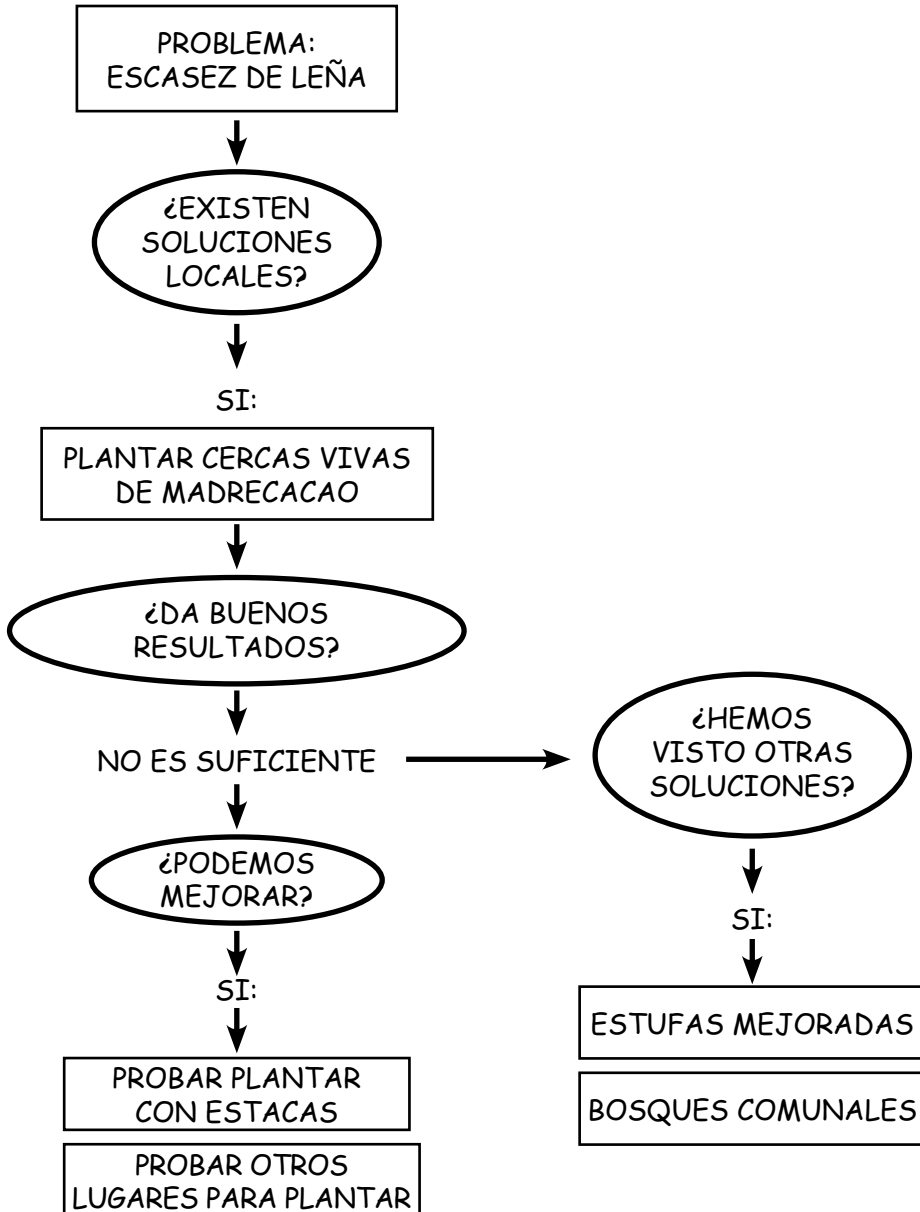 PROBLEMA:
ESCASEZ DE LEÑA
¿EXISTEN
SOLUCIONES
LOCALES?
SI:
PLANTAR CERCAS VIVAS
DE MADRECACAO
¿DA BUENOS
RESULTADOS?
NO ES SUFICIENTE
¿PODEMOS
MEJORAR?
SI:
PROBAR PLANTAR
CON ESTACAS
PROBAR OTROS
LUGARES PARA PLANTAR
¿HEMOS
VISTO OTRAS
SOLUCIONES?
SI:
ESTUFAS MEJORADAS
BOSQUES COMUNALES